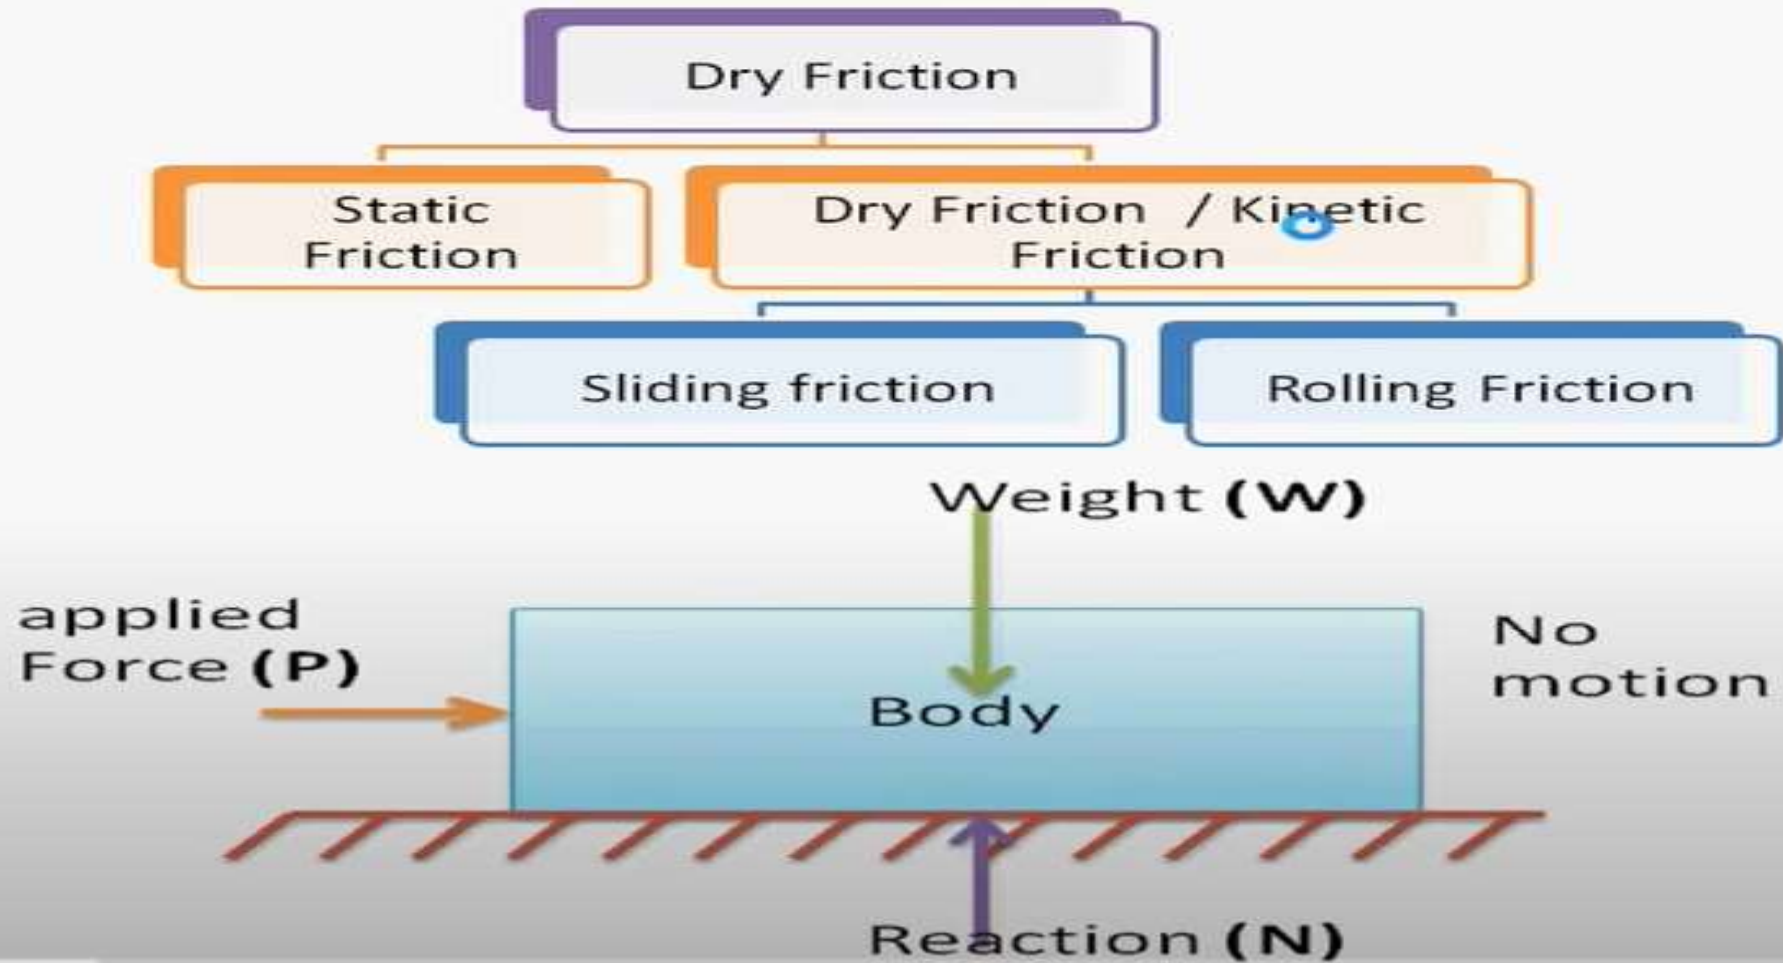 Dry Friction
Static
Friction
Dry Friction / Kinetic
Friction
Sliding friction
Rolling Friction
Weight (W)
applied
Force (P)
No
motion
Body
Reaction (N)